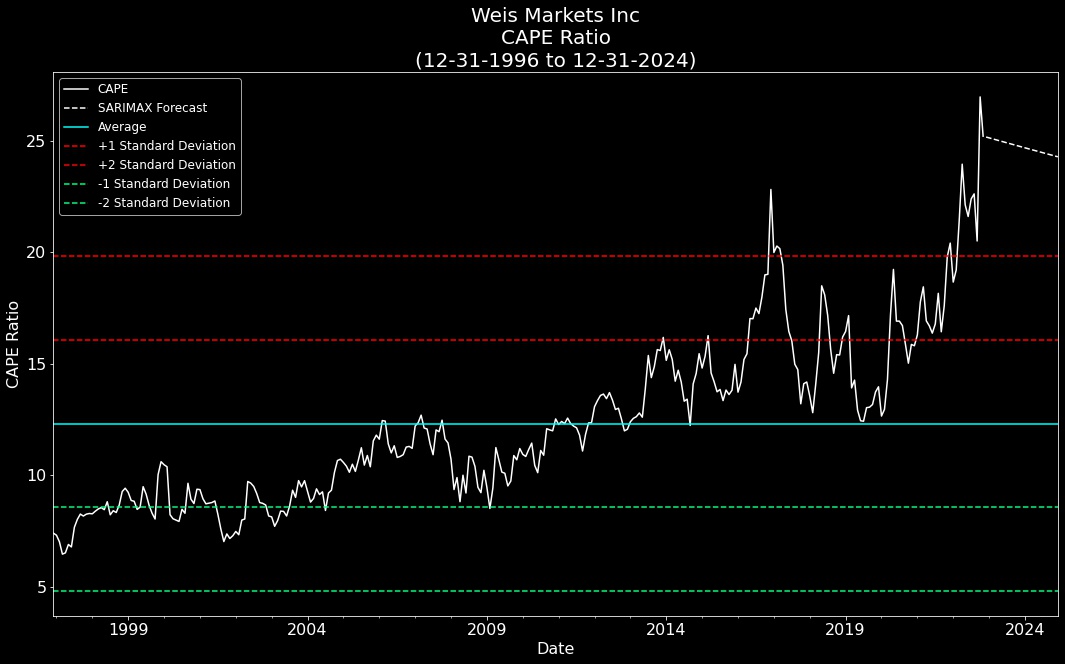 Weis Markets Inc
CAPE Ratio
(12-31-1996 to 12-31-2024)
CAPE
SARIMAX Forecast
Average
+1 Standard Deviation
+2 Standard Deviation
-1 Standard Deviation
-2 Standard Deviation
CAPE Ratio
25
20
15
10
5
1999
2004
2009
2014
2019
2024
Date